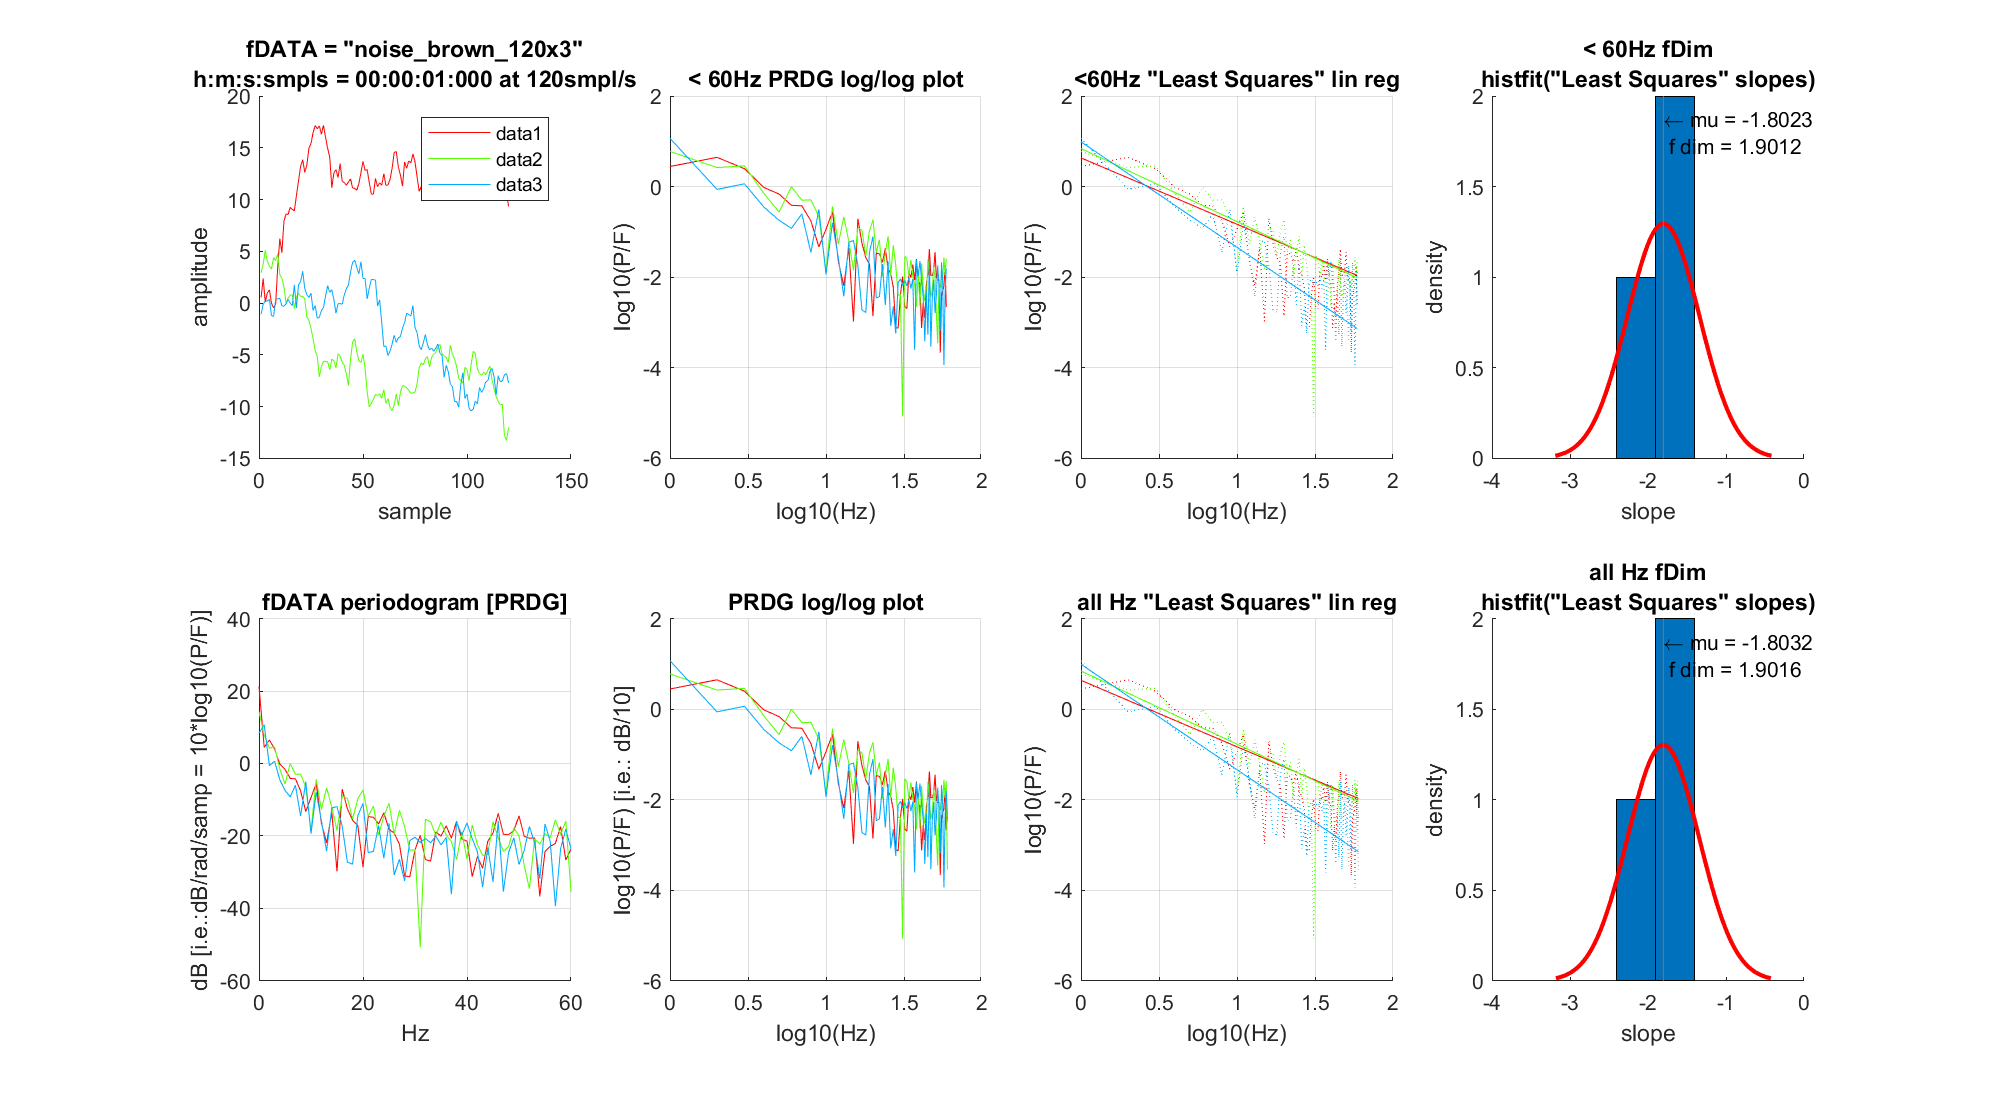 fDATA = "noise_brown_120x3"
h:m:s:smpls = 00:00:01:000 at 120smpl/s
20
15
10
5
0
-5
-10
-15
0 50 100 150
amplitude
sample
data1
data2
data3
< 60Hz PRDG log/log plot
2
0
-2
-4
-6
0 0.5 1 1.5 2
log10(P/F)
log10(Hz)
<60Hz "Least Squares" lin reg
2
0
-2
-4
-6
0 0.5 1 1.5 2
log10(P/F)
log10(Hz)
< 60Hz fDim
histfit("Least Squares" slopes)
2
1.5
1
0.5
0
-4 -3 -2 -1 0
density
slope
← mu = -1.8023
f dim = 1.9012
fDATA periodogram [PRDG]
40
20
0
-20
-40
-60
0 20 40 60
dB [i.e.:dB/rad/samp = 10*log10(P/F)]
Hz
PRDG log/log plot
2
0
-2
-4
-6
0 0.5 1 1.5 2
log10(P/F) [i.e.: dB/10]
log10(Hz)
all Hz "Least Squares" lin reg
2
0
-2
-4
-6
0 0.5 1 1.5 2
log10(P/F)
log10(Hz)
all Hz fDim
histfit("Least Squares" slopes)
2
1.5
1
0.5
0
-4 -3 -2 -1 0
density
slope
← mu = -1.8032
f dim = 1.9016